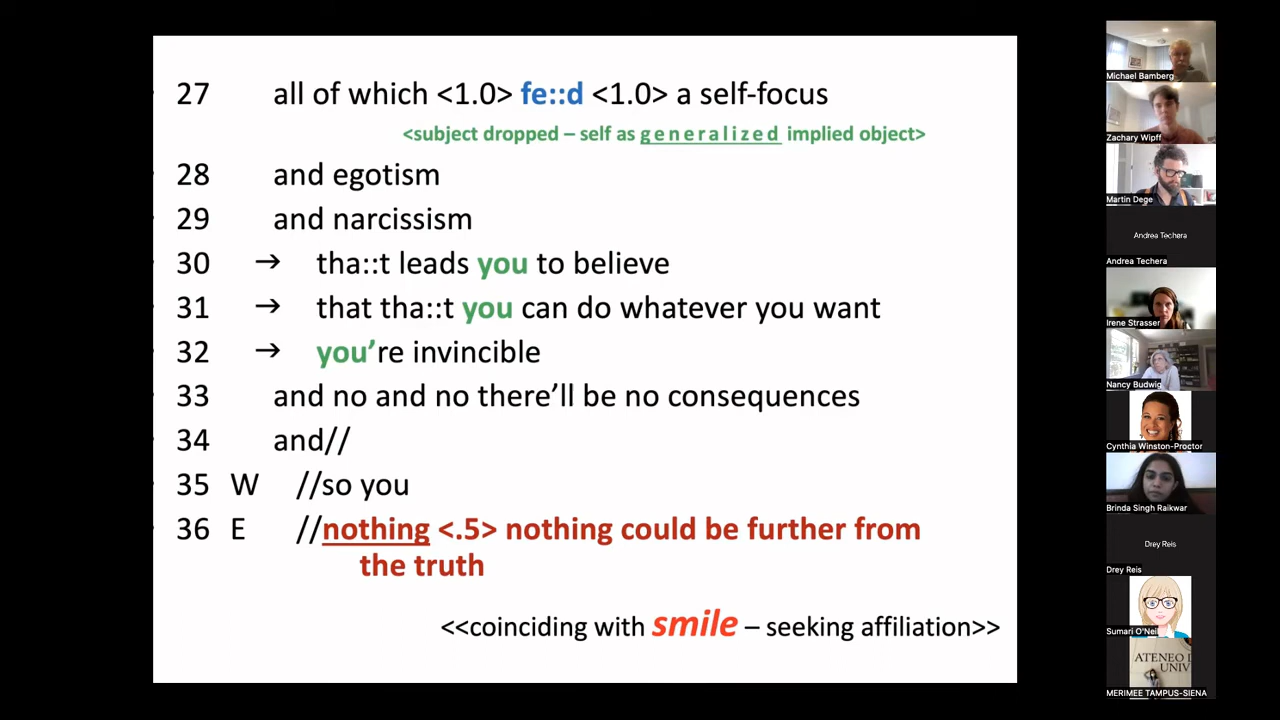 27 all of which <1.0> fe::d <1.0> a self-focus
<subject dropped – self as generalized implied object>
28 and egotism
29 and narcissism
30 → tha::t leads you to believe
31 → that tha::t you can do whatever you want
32 → you're invincible
33 and no and no there'll be no consequences
34 and//
35 W //so you
36 E //nothing <.5> nothing could be further from
the truth
<<coinciding with smile – seeking affiliation>>
Michael Bamberg
Zachary Wipff
Martin Dege
Andrea Techera
Andrea Techera
Irene Strasser
Nancy Budwig
Cynthia Winston-Proctor
Brinda Singh Raikwar
Drey Reis
Drey Reis
Sumari O'Neil
ATENEO
UNIV
MERIMEE TAMPUS-SIENA